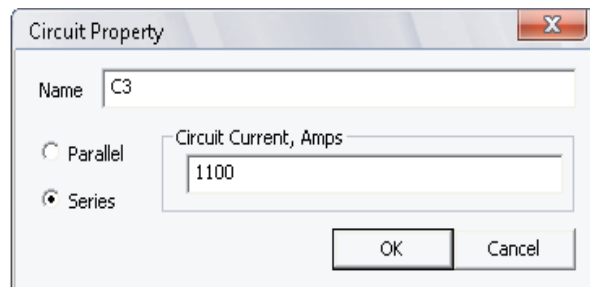 Circuit Property
Name C3
Parallel
Series
Circuit Current, Amps
1100
OK Cancel